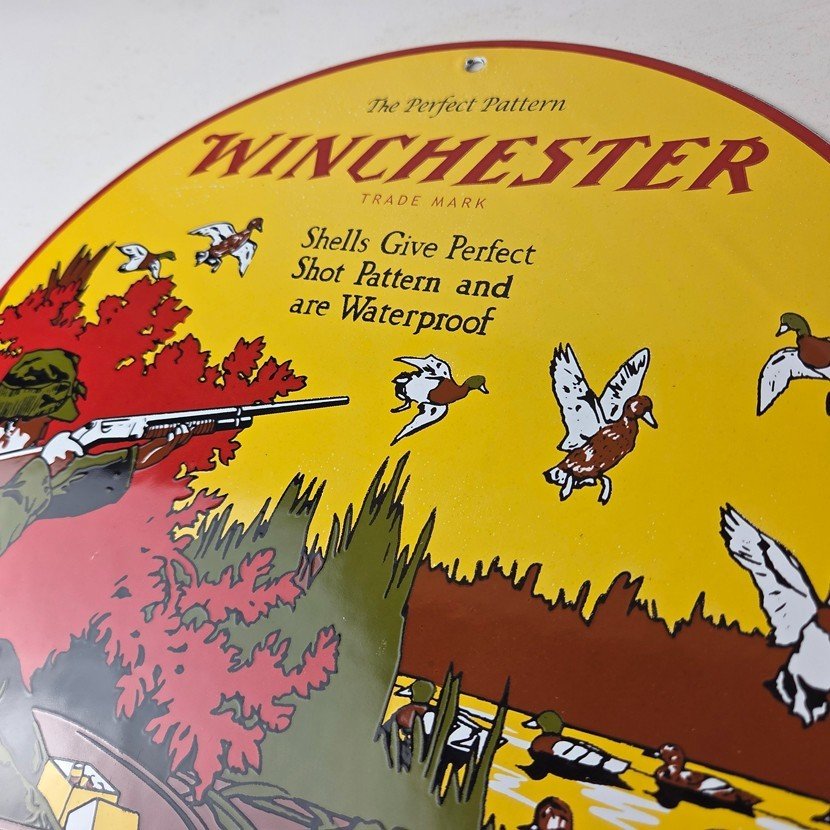 The Perfect Pattern
WINCHESTER
TRADE MARK
Shells Give Perfect
Shot Pattern and
are Waterproof